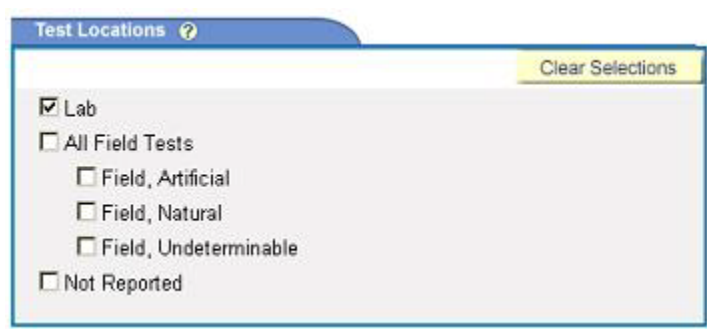 Test Locations ?
Clear Selections
Lab
All Field Tests
Field, Artificial
Field, Natural
Field, Undeterminable
Not Reported